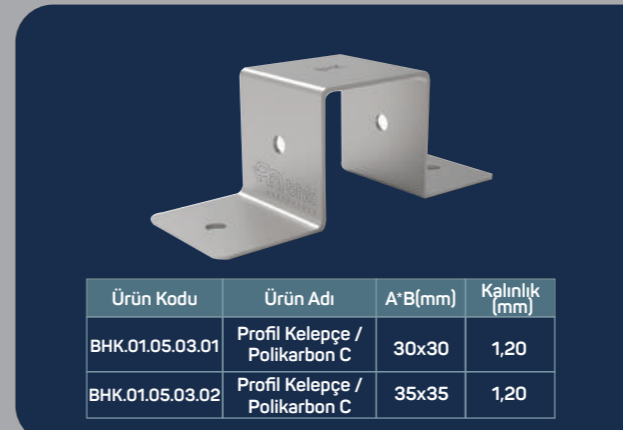 BHK
Ürün Kodu Ürün Adı A*B(mm) Kalınlık (mm)
BHK.01.05.03.01 Profil Kelepçe / Polikarbon C 30x30 1,20
BHK.01.05.03.02 Profil Kelepçe / Polikarbon C 35x35 1,20